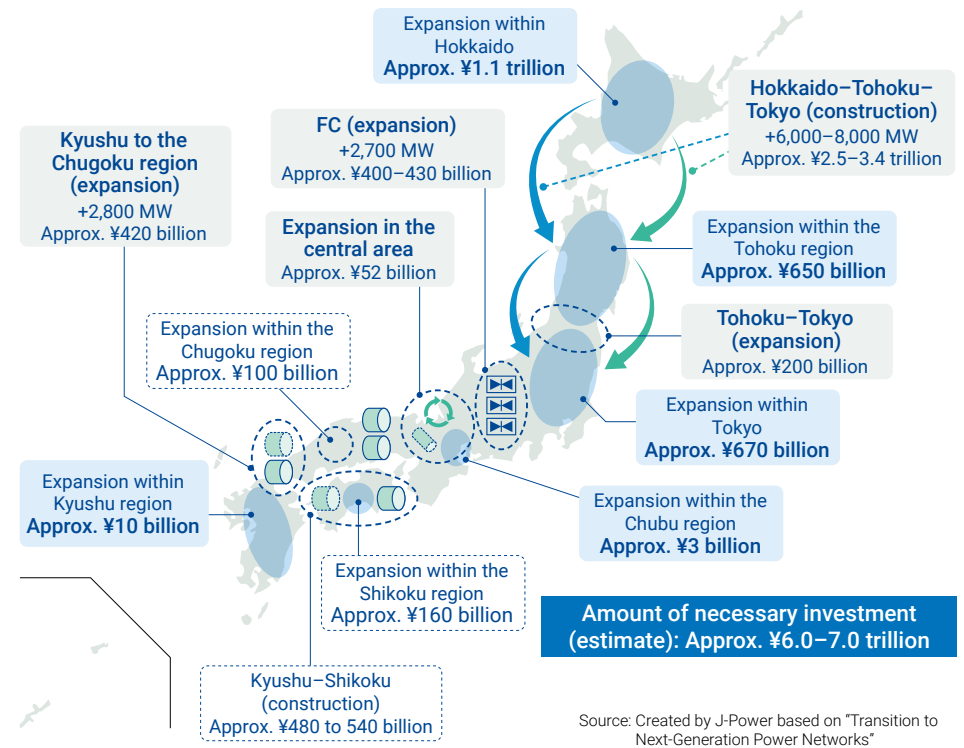 Expansion within
Hokkaido
Approx. ¥1.1 trillion
Hokkaido–Tohoku–
Tokyo (construction)
+6,000–8,000 MW
Approx. ¥2.5–3.4 trillion
FC (expansion)
+2,700 MW
Approx. ¥400–430 billion
Kyushu to the
Chugoku region
(expansion)
+2,800 MW
Approx. ¥420 billion
Expansion in the
central area
Approx. ¥52 billion
Expansion within the
Tohoku region
Approx. ¥650 billion
Expansion within the
Chugoku region
Approx. ¥100 billion
Tohoku–Tokyo
(expansion)
Approx. ¥200 billion
Expansion within
Tokyo
Approx. ¥670 billion
Expansion within
Kyushu region
Approx. ¥10 billion
Expansion within the
Chubu region
Approx. ¥3 billion
Expansion within the
Shikoku region
Approx. ¥160 billion
Amount of necessary investment
(estimate): Approx. ¥6.0–7.0 trillion
Kyushu–Shikoku
(construction)
Approx. ¥480 to 540 billion
Source: Created by J-Power based on “Transition to
Next-Generation Power Networks”